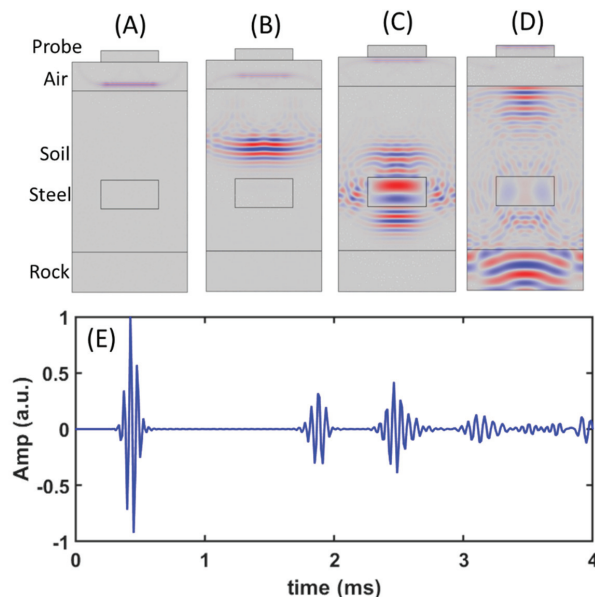 (A) (B) (C) (D)
Probe
Air
Soil
Steel
Rock
(E)
1
0.5
0
-0.5
-1
Amp (a.u.)
0 1 2 3 4
time (ms)